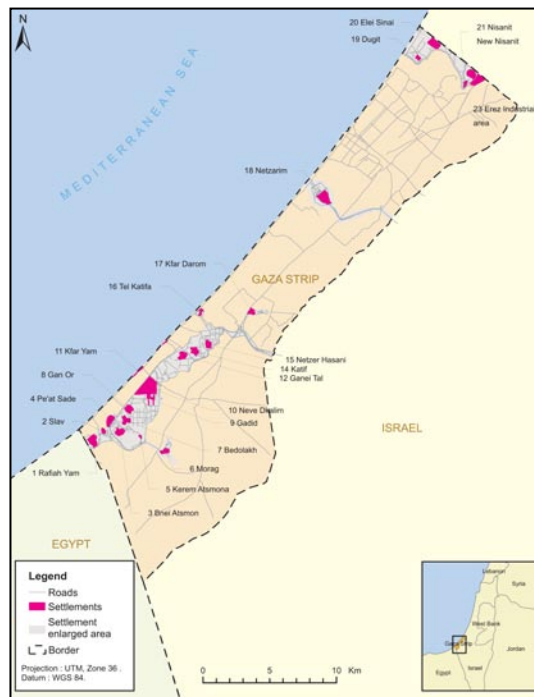 N
20 Elei Sinai
19 Dugit
21 Nisanit
New Nisanit
23 Erez Industrial
area
MEDITERRANEAN SEA
18 Netzarim
17 Kfar Darom
GAZA STRIP
16 Tel Katifa
11 Kfar Yam
8 Gan Or
4 Pe'at Sade
2 Slav
1 Rafiah Yam
15 Netzer Hasani
14 Katif
12 Ganei Tal
10 Neve Dkalim
9 Gadid
7 Bedolakh
6 Morag
5 Kerem Atsmona
3 Bnei Atsmon
ISRAEL
EGYPT
Legend
Roads
Settlements
Settlement
enlarged area
Border
Projection : UTM, Zone 36 .
Datum : WGS 84.
0 5 10 Km
Lebanon
Syria
West Bank
Gaza Strip
Jordan
Israel
Egypt